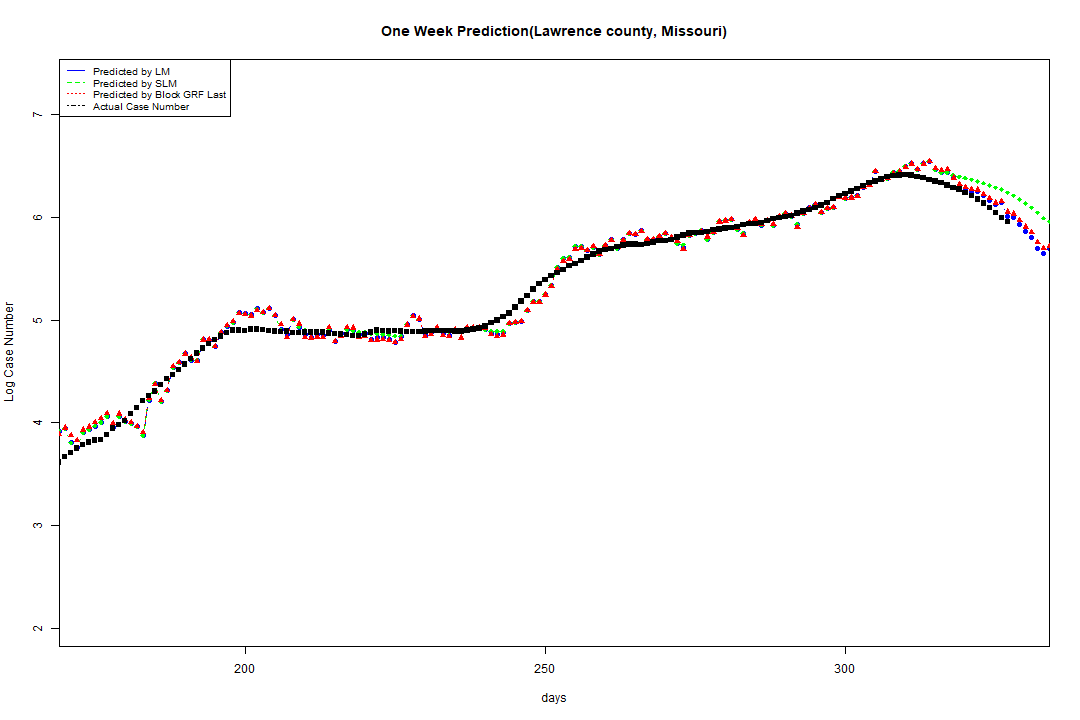 One Week Prediction(Lawrence county, Missouri)
Predicted by LM
Predicted by SLM
Predicted by Block GRF Last
Actual Case Number
7
6
5
4
3
2
Log Case Number
200 250 300
days